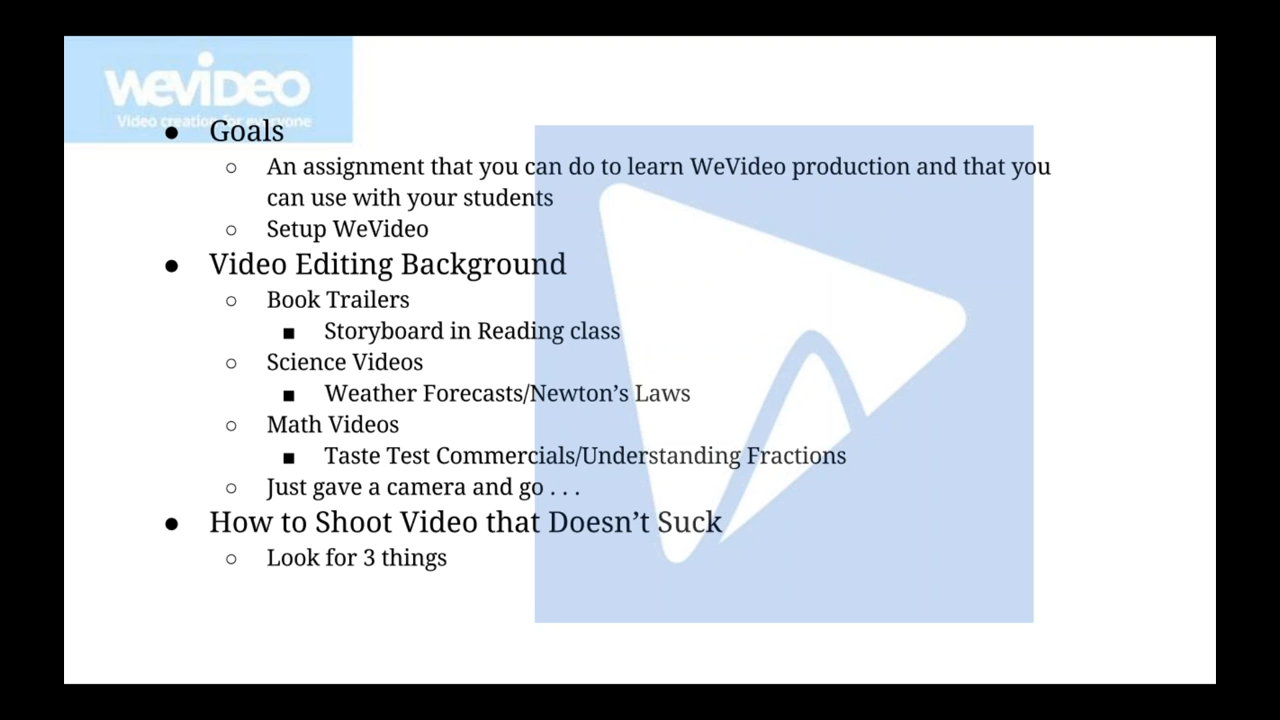 wevideo
Video creation for everyone
● Goals
○ An assignment that you can do to learn WeVideo production and that you
can use with your students
○ Setup WeVideo
● Video Editing Background
○ Book Trailers
■ Storyboard in Reading class
○ Science Videos
■ Weather Forecasts/Newton’s Laws
○ Math Videos
■ Taste Test Commercials/Understanding Fractions
○ Just gave a camera and go . . .
● How to Shoot Video that Doesn’t Suck
○ Look for 3 things